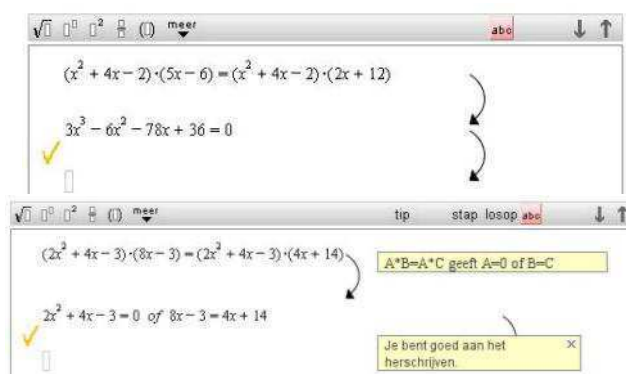 √▯ ▯▯ ▯² ▯/▯ (▯) meer abc ↓ ↑
(x² + 4x − 2)·(5x − 6) = (x² + 4x − 2)·(2x + 12)
3x³ − 6x² − 78x + 36 = 0
√▯ ▯▯ ▯² ▯/▯ (▯) meer tip stap losop abc ↓ ↑
(2x² + 4x − 3)·(8x − 3) = (2x² + 4x − 3)·(4x + 14)
A*B=A*C geeft A=0 of B=C
2x² + 4x − 3 = 0 of 8x − 3 = 4x + 14
Je bent goed aan het
herschrijven.